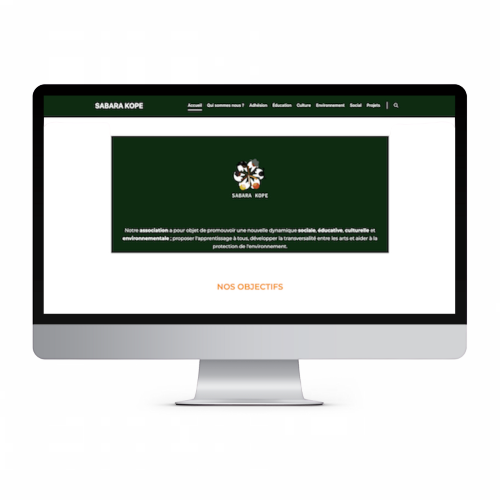 SABARA KOPE
Accueil Qui sommes nous ? Adhésion Éducation Culture Environnement Social Projets
SABARA KOPE
Notre association a pour objet de promouvoir une nouvelle dynamique sociale, éducative, culturelle et
environnementale ; proposer l'apprentissage à tous, développer la transversalité entre les arts et aider à la
protection de l'environnement.
NOS OBJECTIFS